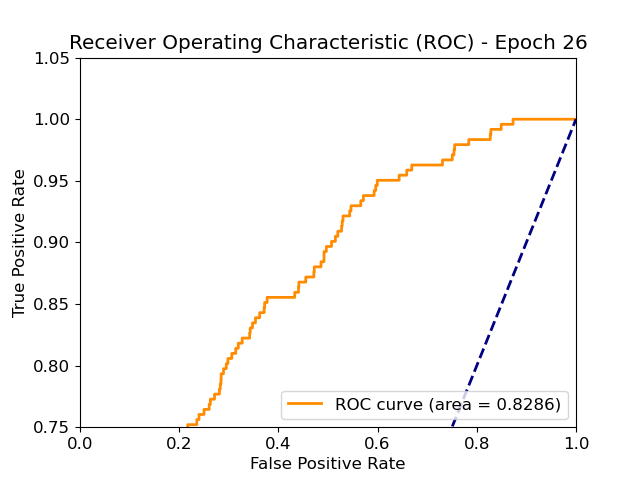 Receiver Operating Characteristic (ROC) - Epoch 26
True Positive Rate
1.05
1.00
0.95
0.90
0.85
0.80
0.75
ROC curve (area = 0.8286)
0.0 0.2 0.4 0.6 0.8 1.0
False Positive Rate